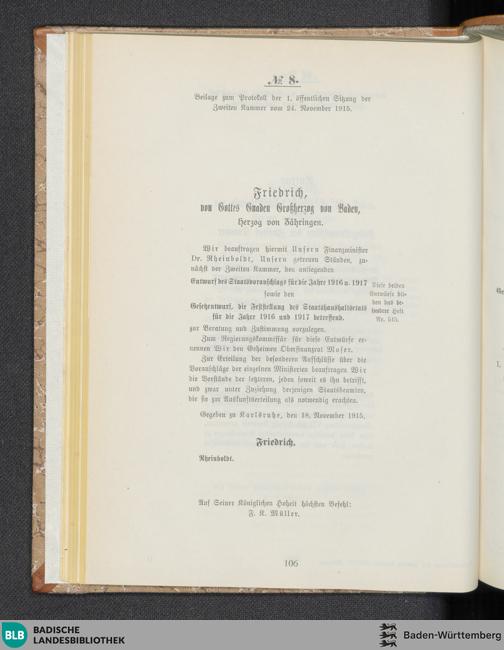 № 8.
Beilage zum Protokoll der 1. öffentlichen Sitzung der
Zweiten Kammer vom 24. November 1915.
Friedrich,
von Gottes Gnaden Großherzog von Baden,
Herzog von Zähringen.
Wir beauftragen hiermit Unsern Finanzminister
Dr. Rheinboldt, Unsern getreuen Ständen, zu-
nächst der Zweiten Kammer, den anliegenden
Entwurf des Staatsvoranschlags für die Jahre 1916 u. 1917
sowie den
Gesetzentwurf, die Feststellung des Staatshaushaltsetats
für die Jahre 1916 und 1917 betreffend,
Diese beiden
Entwürfe bil-
den das be-
sondere Heft
Nr. 515.
zur Beratung und Zustimmung vorzulegen.
Zum Regierungskommissär für diese Entwürfe er-
nennen Wir den Geheimen Oberfinanzrat Moser.
Zur Erteilung der besonderen Aufschlüsse über die
Voranschläge der einzelnen Ministerien beauftragen Wir
die Vorstände der letzteren, jeden soweit es ihn betrifft,
und zwar unter Zuziehung derjenigen Staatsbeamten,
die sie zur Auskunftserteilung als notwendig erachten.
Gegeben zu Karlsruhe, den 18. November 1915.
Friedrich.
Rheinboldt.
Auf Seiner Königlichen Hoheit höchsten Befehl:
F. K. Müller.
106
BLB BADISCHE
LANDESBIBLIOTHEK
Baden-Württemberg